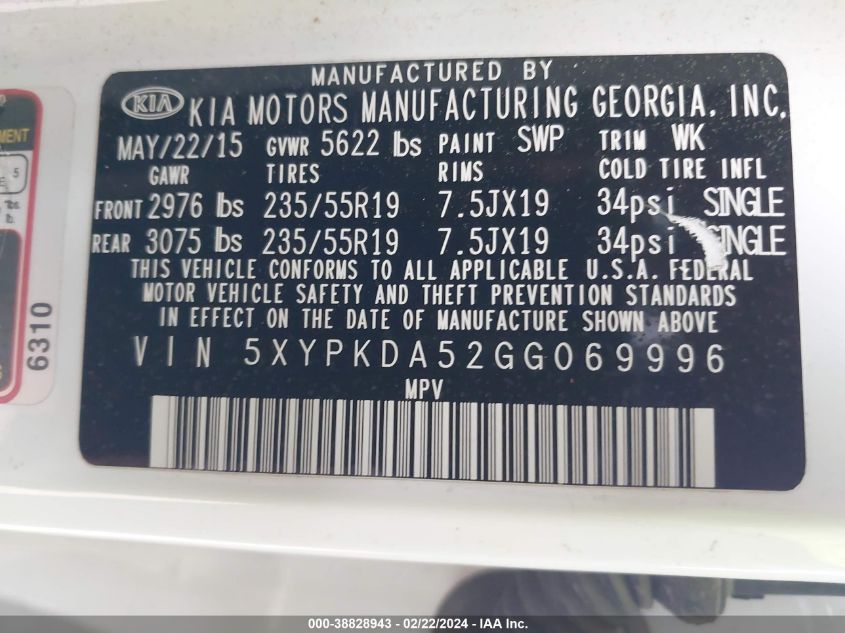 MANUFACTURED BY
KIA KIA MOTORS MANUFACTURING GEORGIA, INC.
MAY/22/15 GVWR 5622 lbs PAINT SWP TRIM WK
GAWR TIRES RIMS COLD TIRE INFL
FRONT 2976 lbs 235/55R19 7.5JX19 34psi SINGLE
REAR 3075 lbs 235/55R19 7.5JX19 34psi SINGLE
THIS VEHICLE CONFORMS TO ALL APPLICABLE U.S.A. FEDERAL
MOTOR VEHICLE SAFETY AND THEFT PREVENTION STANDARDS
IN EFFECT ON THE DATE OF MANUFACTURE SHOWN ABOVE
VIN 5XYPKDA52GG069996
MPV
6310
000-38828943 - 02/22/2024 - IAA Inc.